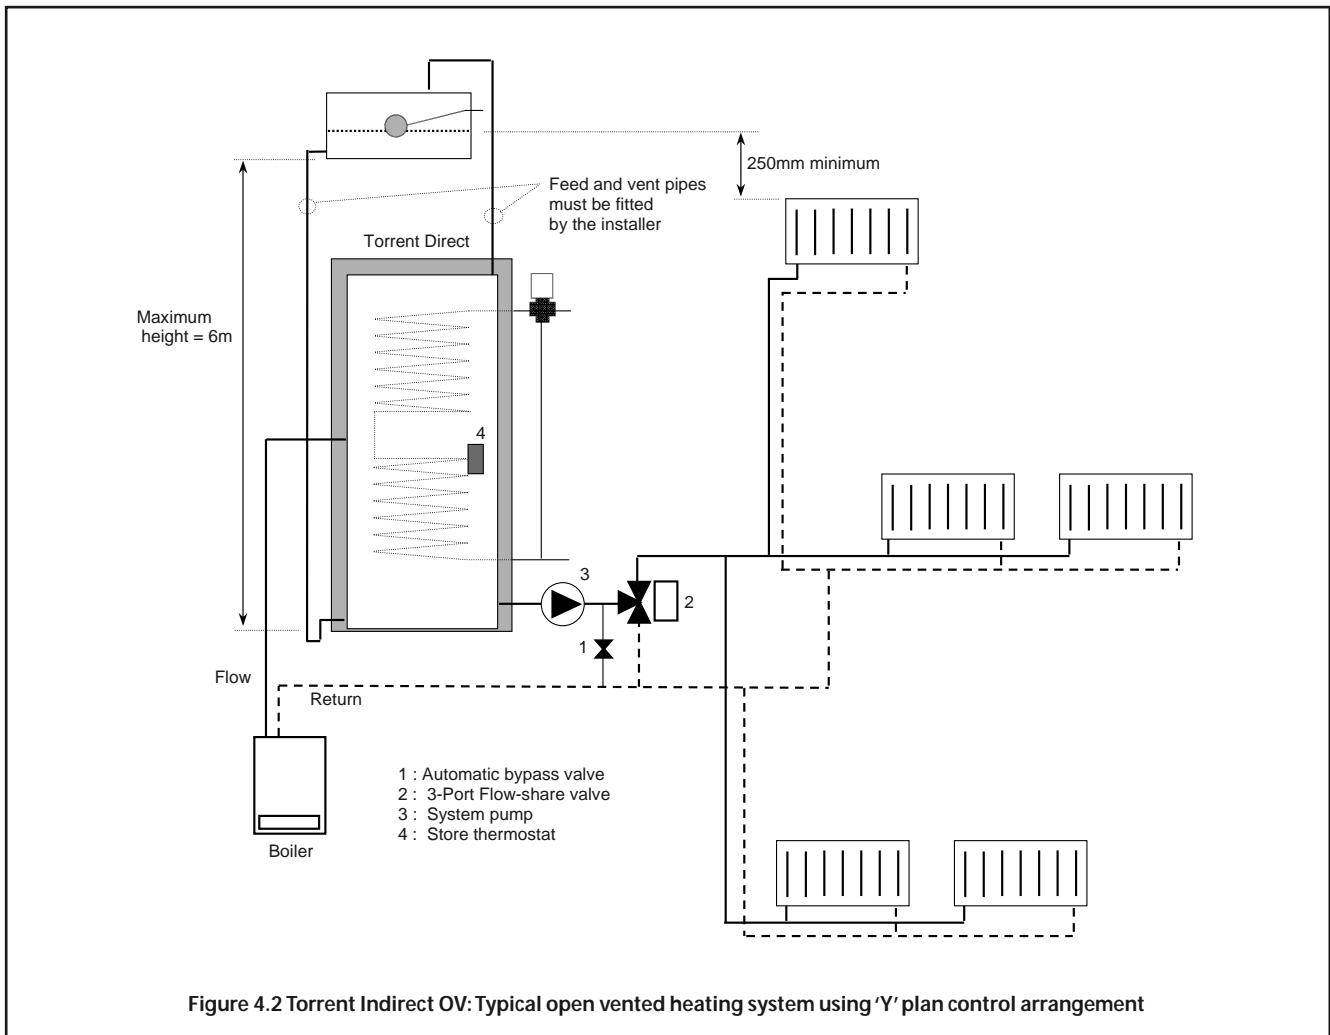 250mm minimum
Feed and vent pipes
must be fitted
by the installer
Torrent Direct
Maximum
height = 6m
4
3
2
1
Flow
Return
1 : Automatic bypass valve
2 : 3-Port Flow-share valve
3 : System pump
4 : Store thermostat
Boiler
Figure 4.2 Torrent Indirect OV: Typical open vented heating system using ‘Y’ plan control arrangement